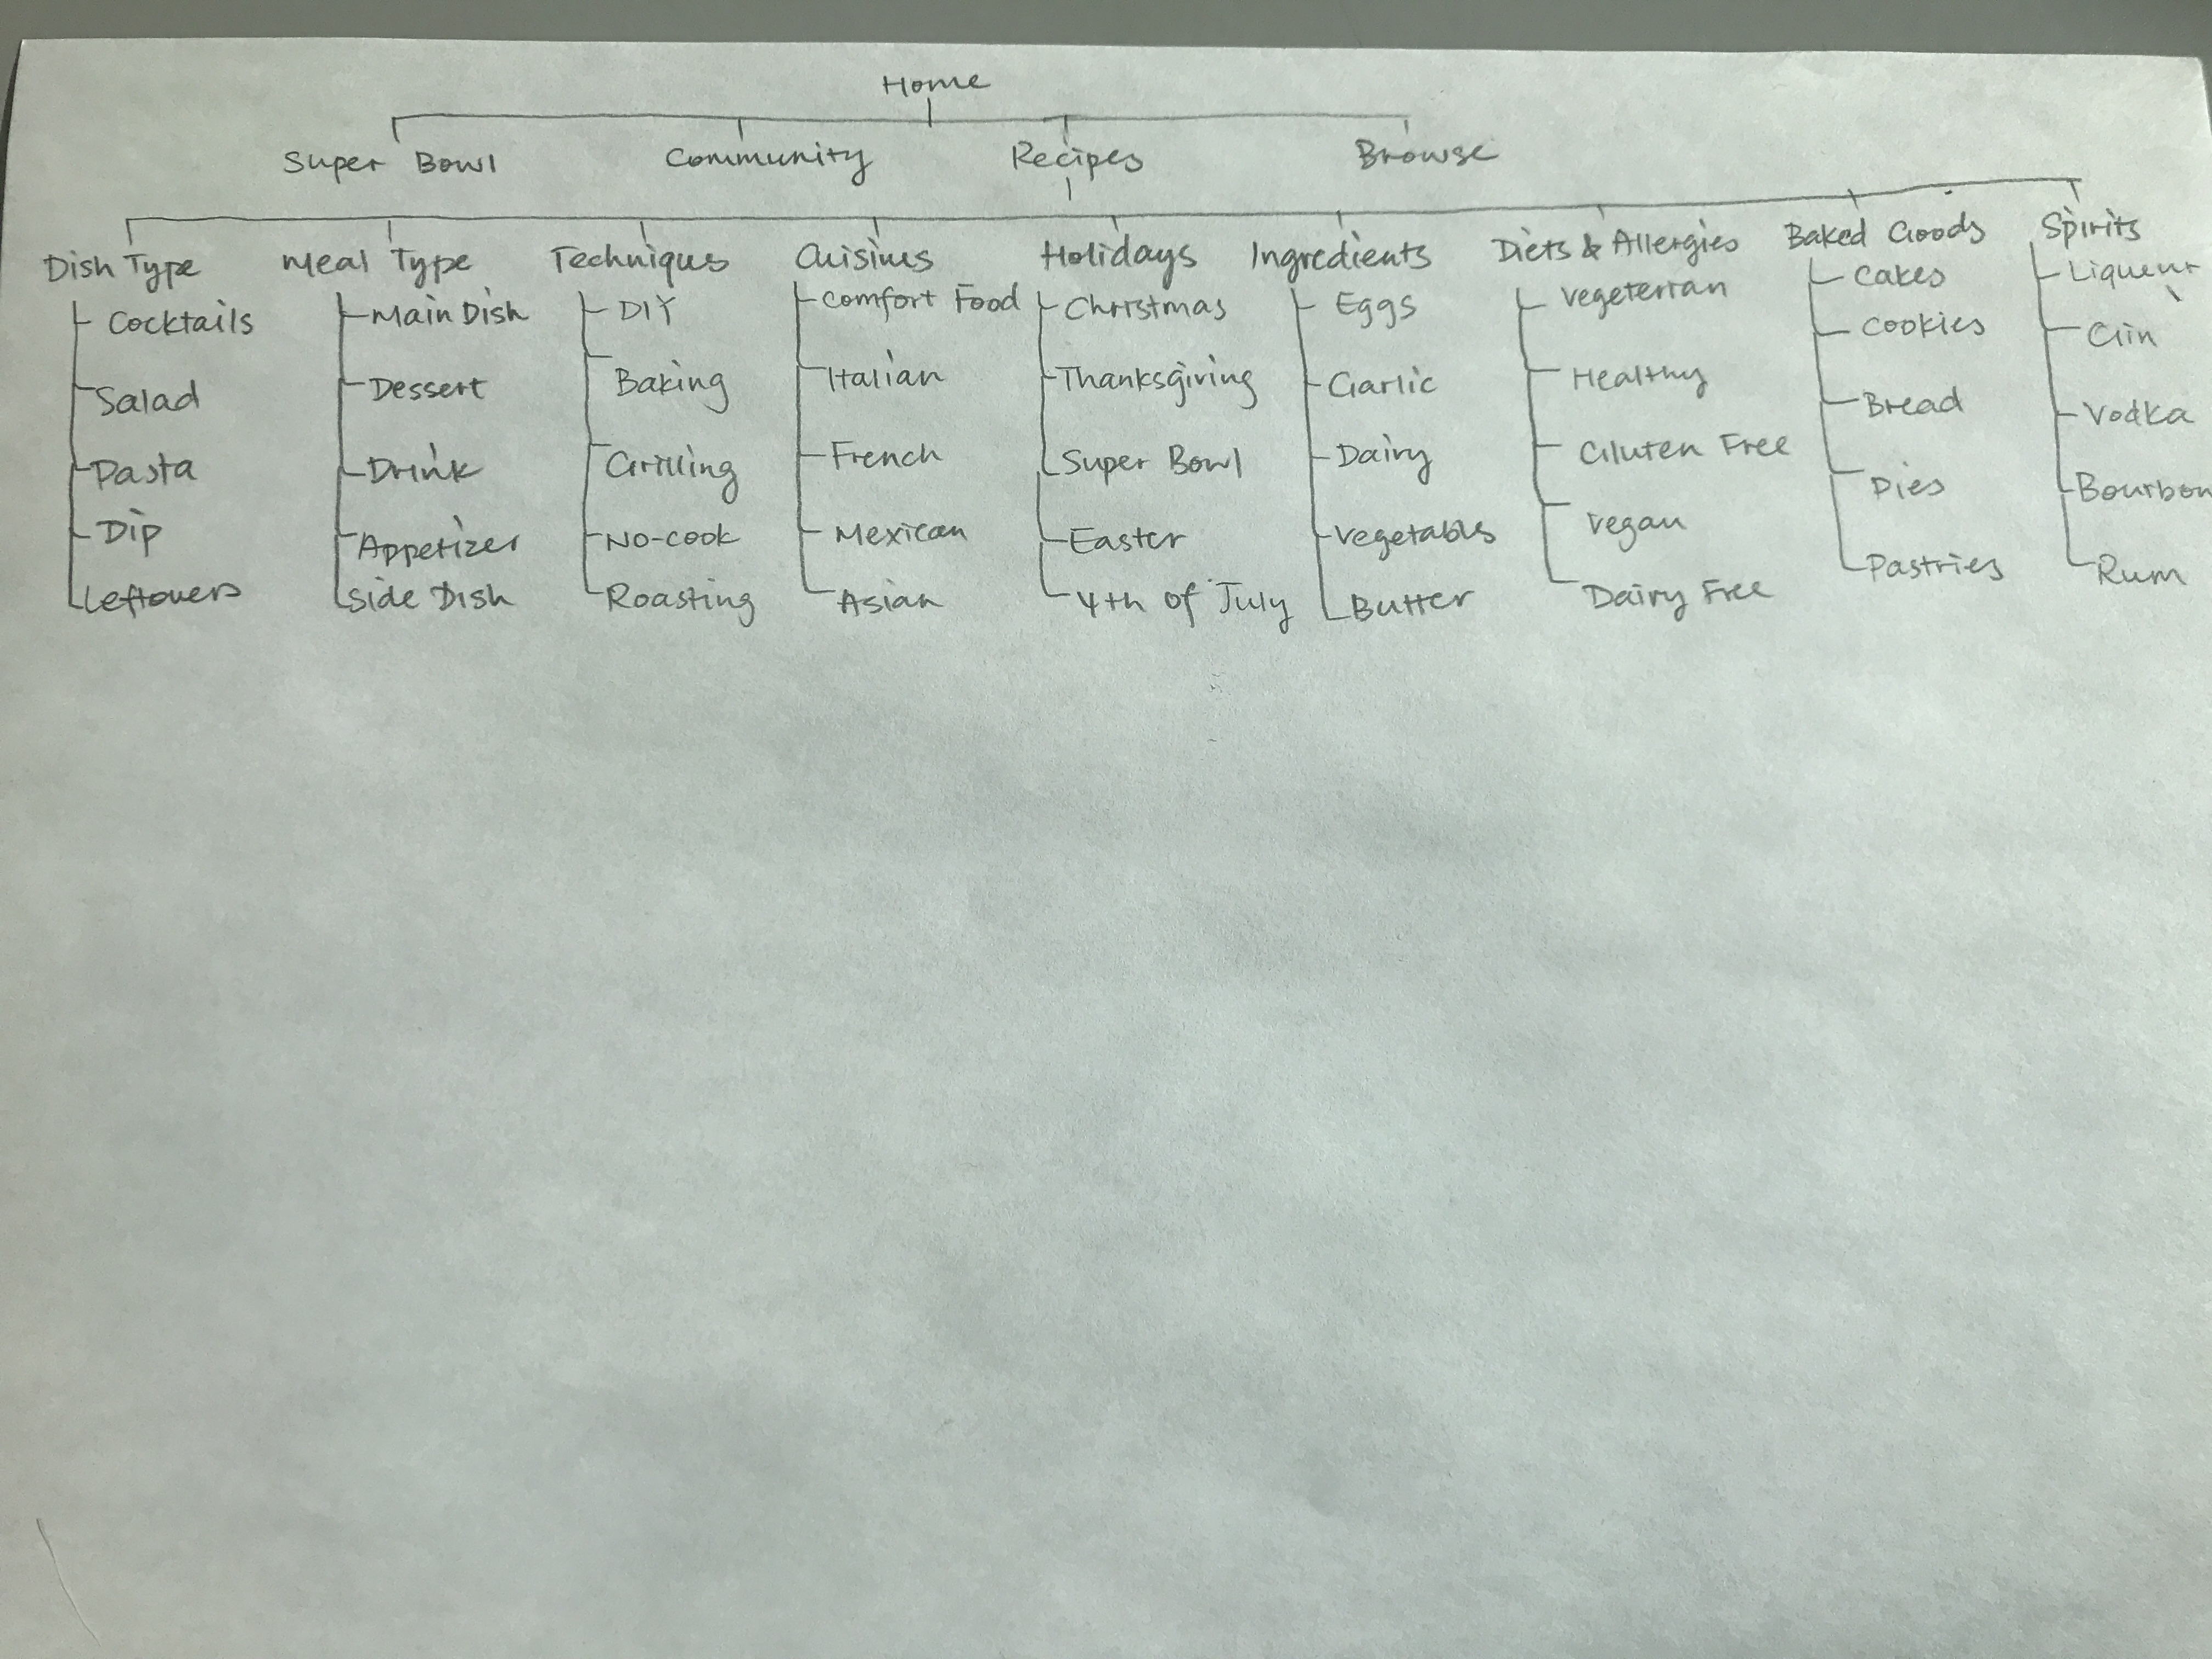 Home
Super Bowl Community Recipes Browse
Dish Type Meal Type Techniques Cuisines Holidays Ingredients Diets & Allergies Baked Goods Spirits
Cocktails Main Dish DIY Comfort Food Christmas Eggs Vegeterian Cakes Liqueur
Salad Dessert Baking Italian Thanksgiving Garlic Healthy Cookies Gin
Pasta Drink Grilling French Super Bowl Dairy Gluten Free Bread Vodka
Dip Appetizer No-cook Mexican Easter Vegetables Vegan Pies Bourbon
Leftovers Side Dish Roasting Asian 4th of July Butter Dairy Free Pastries Rum